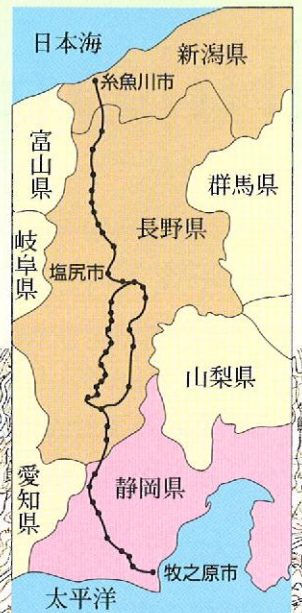 日本海
新潟県
糸魚川市
富山県
群馬県
長野県
岐阜県
塩尻市
山梨県
愛知県
静岡県
牧之原市
太平洋